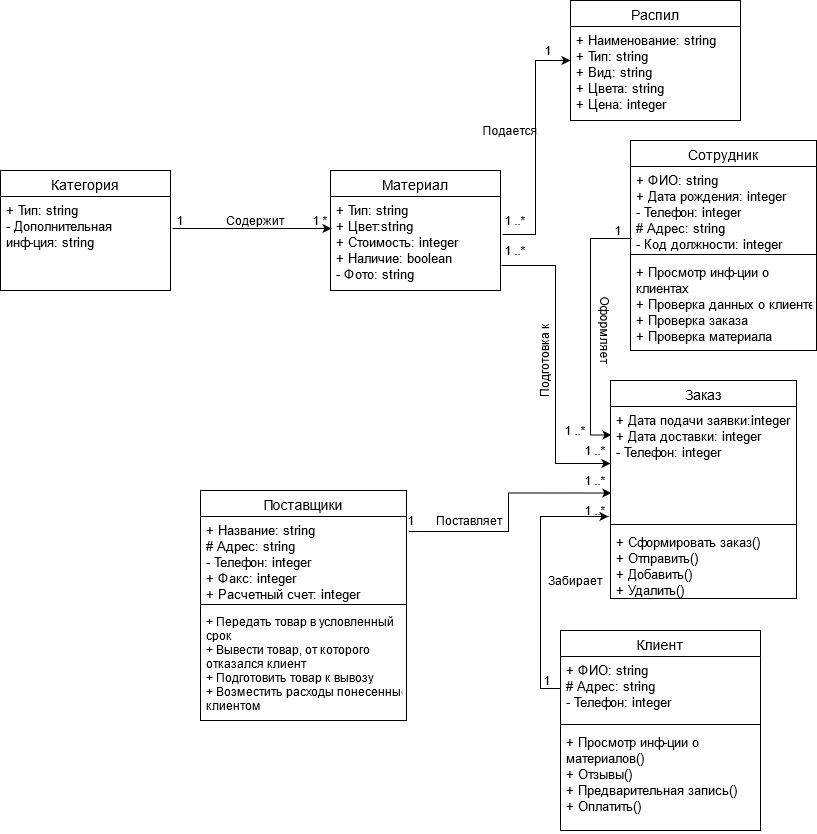 Распил
+ Наименование: string
+ Тип: string
+ Вид: string
+ Цвета: string
+ Цена: integer
1
Подается
Сотрудник
+ ФИО: string
+ Дата рождения: integer
- Телефон: integer
# Адрес: string
- Код должности: integer
+ Просмотр инф-ции о
клиентах
+ Проверка данных о клиенте
+ Проверка заказа
+ Проверка материала
Категория
+ Тип: string
- Дополнительная
инф-ция: string
1
Содержит
1 *
Материал
+ Тип: string
+ Цвет:string
+ Стоимость: integer
+ Наличие: boolean
- Фото: string
1 ..*
1 ..*
1
Оформляет
Подготовка к
Заказ
+ Дата подачи заявки:integer
+ Дата доставки: integer
- Телефон: integer
+ Сформировать заказ()
+ Отправить()
+ Добавить()
+ Удалить()
1 ..*
1 ..*
1 ..*
1 ..*
Поставщики
+ Название: string
# Адрес: string
- Телефон: integer
+ Факс: integer
+ Расчетный счет: integer
+ Передать товар в условленный
срок
+ Вывести товар, от которого
отказался клиент
+ Подготовить товар к вывозу
+ Возместить расходы понесенные
клиентом
1
Поставляет
Забирает
1
Клиент
+ ФИО: string
# Адрес: string
- Телефон: integer
+ Просмотр инф-ции о
материалов()
+ Отзывы()
+ Предварительная запись()
+ Оплатить()